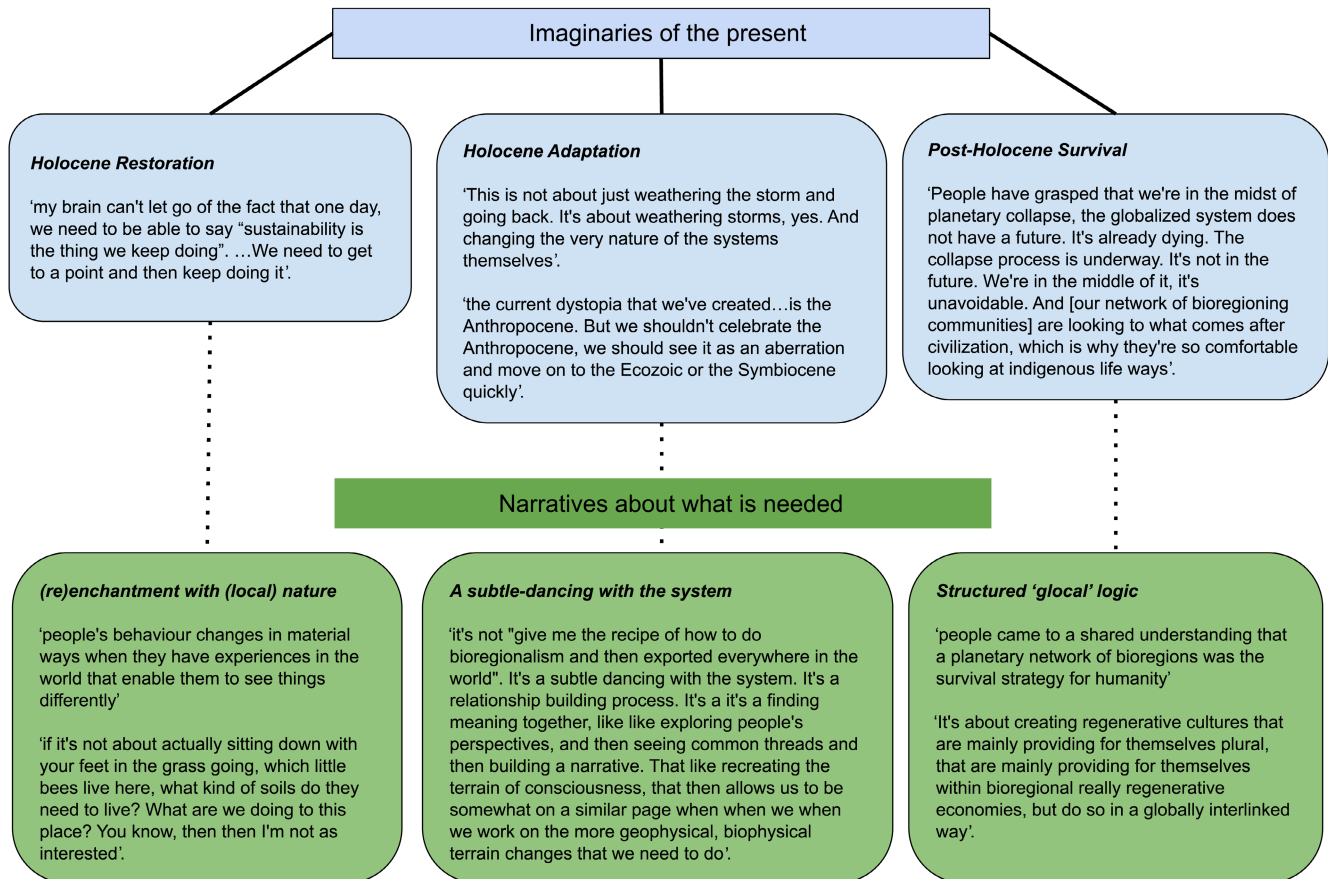 Imaginaries of the present
Holocene Restoration
‘my brain can't let go of the fact that one day,
we need to be able to say “sustainability is
the thing we keep doing”. …We need to get
to a point and then keep doing it’.
Holocene Adaptation
‘This is not about just weathering the storm and
going back. It's about weathering storms, yes. And
changing the very nature of the systems
themselves’.
‘the current dystopia that we've created…is the
Anthropocene. But we shouldn't celebrate the
Anthropocene, we should see it as an aberration
and move on to the Ecozoic or the Symbiocene
quickly’.
Post-Holocene Survival
‘People have grasped that we're in the midst of
planetary collapse, the globalized system does
not have a future. It's already dying. The
collapse process is underway. It's not in the
future. We're in the middle of it, it's
unavoidable. And [our network of bioregioning
communities] are looking to what comes after
civilization, which is why they're so comfortable
looking at indigenous life ways’.
Narratives about what is needed
(re)enchantment with (local) nature
‘people's behaviour changes in material
ways when they have experiences in the
world that enable them to see things
differently’
‘if it's not about actually sitting down with
your feet in the grass going, which little
bees live here, what kind of soils do they
need to live? What are we doing to this
place? You know, then then I'm not as
interested’.
A subtle-dancing with the system
‘it's not "give me the recipe of how to do
bioregionalism and then exported everywhere in the
world". It's a subtle dancing with the system. It's a
relationship building process. It's a it's a finding
meaning together, like like exploring people's
perspectives, and then seeing common threads and
then building a narrative. That like recreating the
terrain of consciousness, that then allows us to be
somewhat on a similar page when when we when
we work on the more geophysical, biophysical
terrain changes that we need to do’.
Structured ‘glocal’ logic
‘people came to a shared understanding that
a planetary network of bioregions was the
survival strategy for humanity’
‘It's about creating regenerative cultures that
are mainly providing for themselves plural,
that are mainly providing for themselves
within bioregional really regenerative
economies, but do so in a globally interlinked
way’.